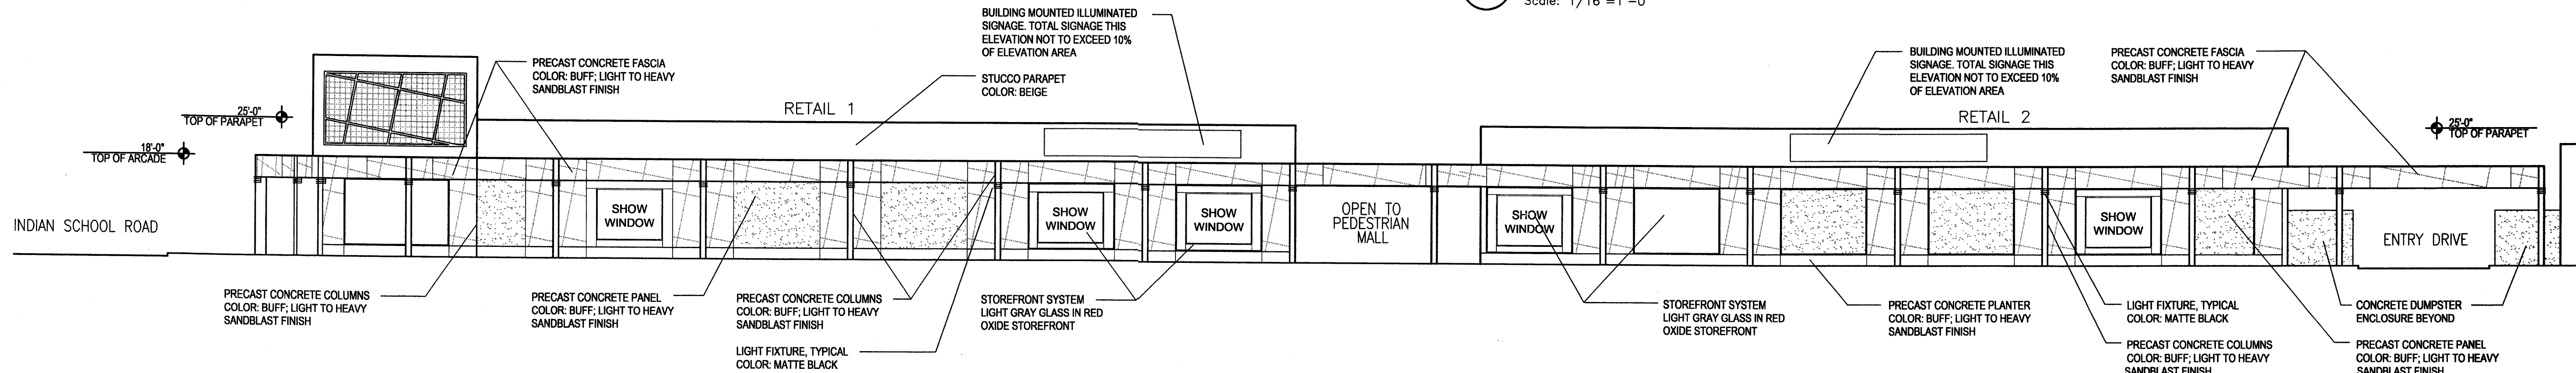 Scale: 1/16"=1'-0"
BUILDING MOUNTED ILLUMINATED
SIGNAGE. TOTAL SIGNAGE THIS
ELEVATION NOT TO EXCEED 10%
OF ELEVATION AREA
PRECAST CONCRETE FASCIA
COLOR: BUFF; LIGHT TO HEAVY
SANDBLAST FINISH
STUCCO PARAPET
COLOR: BEIGE
BUILDING MOUNTED ILLUMINATED
SIGNAGE. TOTAL SIGNAGE THIS
ELEVATION NOT TO EXCEED 10%
OF ELEVATION AREA
PRECAST CONCRETE FASCIA
COLOR: BUFF; LIGHT TO HEAVY
SANDBLAST FINISH
RETAIL 1
RETAIL 2
25'-0"
TOP OF PARAPET
18'-0"
TOP OF ARCADE
25'-0"
TOP OF PARAPET
INDIAN SCHOOL ROAD
SHOW
WINDOW
SHOW
WINDOW
SHOW
WINDOW
OPEN TO
PEDESTRIAN
MALL
SHOW
WINDOW
SHOW
WINDOW
ENTRY DRIVE
PRECAST CONCRETE COLUMNS
COLOR: BUFF; LIGHT TO HEAVY
SANDBLAST FINISH
PRECAST CONCRETE PANEL
COLOR: BUFF; LIGHT TO HEAVY
SANDBLAST FINISH
PRECAST CONCRETE COLUMNS
COLOR: BUFF; LIGHT TO HEAVY
SANDBLAST FINISH
LIGHT FIXTURE, TYPICAL
COLOR: MATTE BLACK
STOREFRONT SYSTEM
LIGHT GRAY GLASS IN RED
OXIDE STOREFRONT
STOREFRONT SYSTEM
LIGHT GRAY GLASS IN RED
OXIDE STOREFRONT
PRECAST CONCRETE PLANTER
COLOR: BUFF; LIGHT TO HEAVY
SANDBLAST FINISH
LIGHT FIXTURE, TYPICAL
COLOR: MATTE BLACK
PRECAST CONCRETE COLUMNS
COLOR: BUFF; LIGHT TO HEAVY
SANDBLAST FINISH
CONCRETE DUMPSTER
ENCLOSURE BEYOND
PRECAST CONCRETE PANEL
COLOR: BUFF; LIGHT TO HEAVY
SANDBLAST FINISH